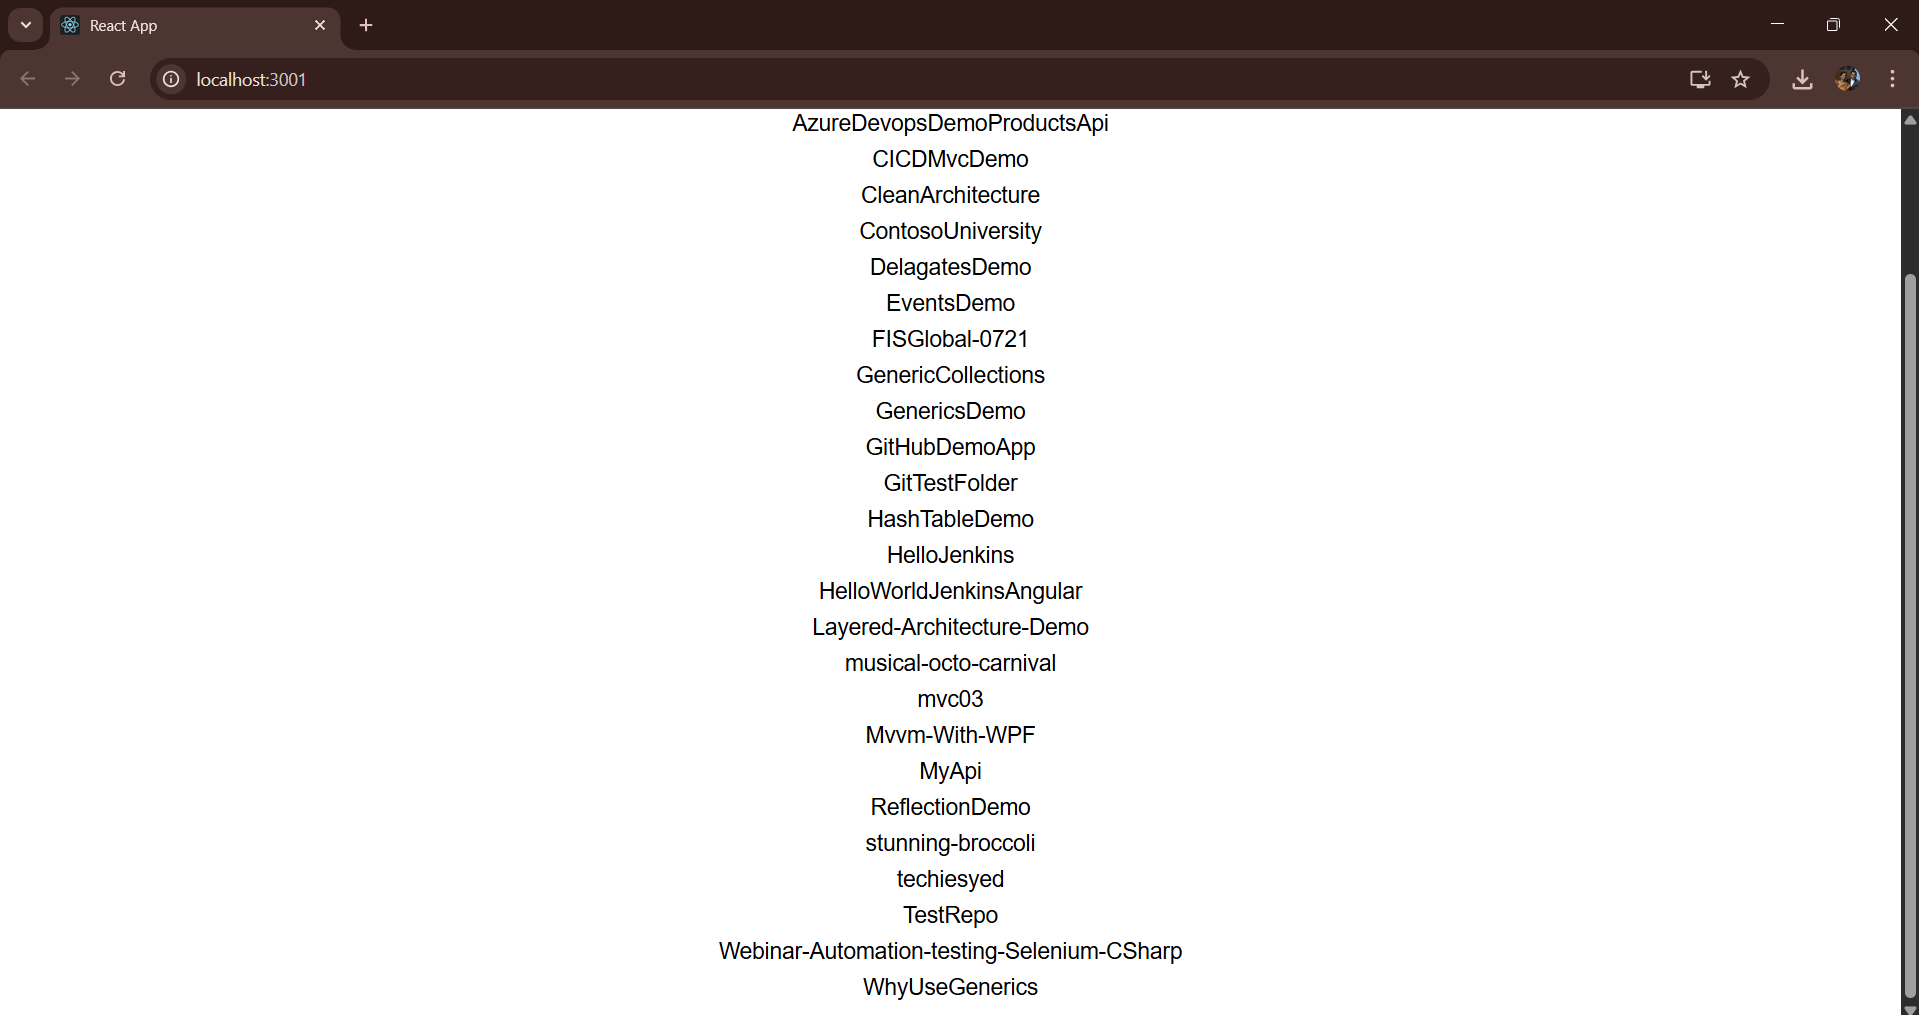 React App
localhost:3001
AzureDevopsDemoProductsApi
CICDMvcDemo
CleanArchitecture
ContosoUniversity
DelagatesDemo
EventsDemo
FISGlobal-0721
GenericCollections
GenericsDemo
GitHubDemoApp
GitTestFolder
HashTableDemo
HelloJenkins
HelloWorldJenkinsAngular
Layered-Architecture-Demo
musical-octo-carnival
mvc03
Mvvm-With-WPF
MyApi
ReflectionDemo
stunning-broccoli
techiesyed
TestRepo
Webinar-Automation-testing-Selenium-CSharp
WhyUseGenerics